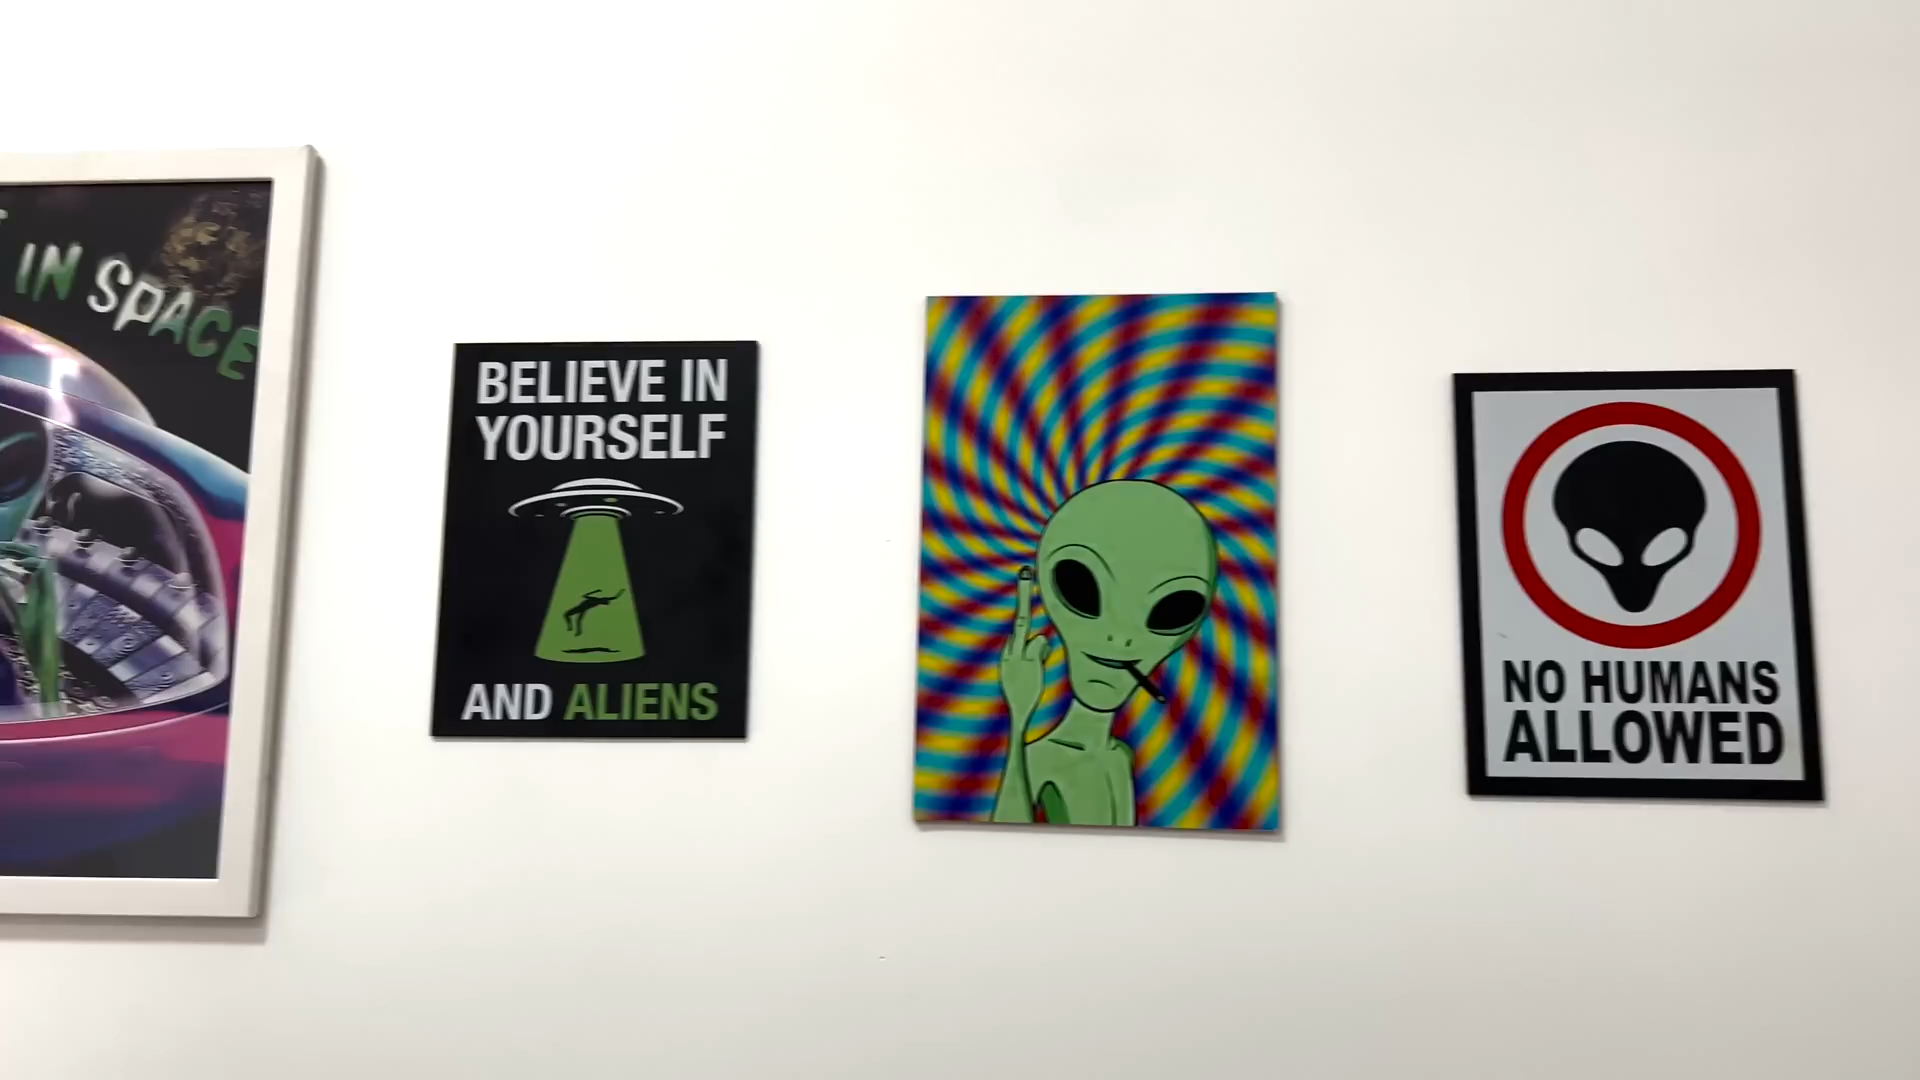 IN SPACE
BELIEVE IN
YOURSELF
AND ALIENS
NO HUMANS
ALLOWED